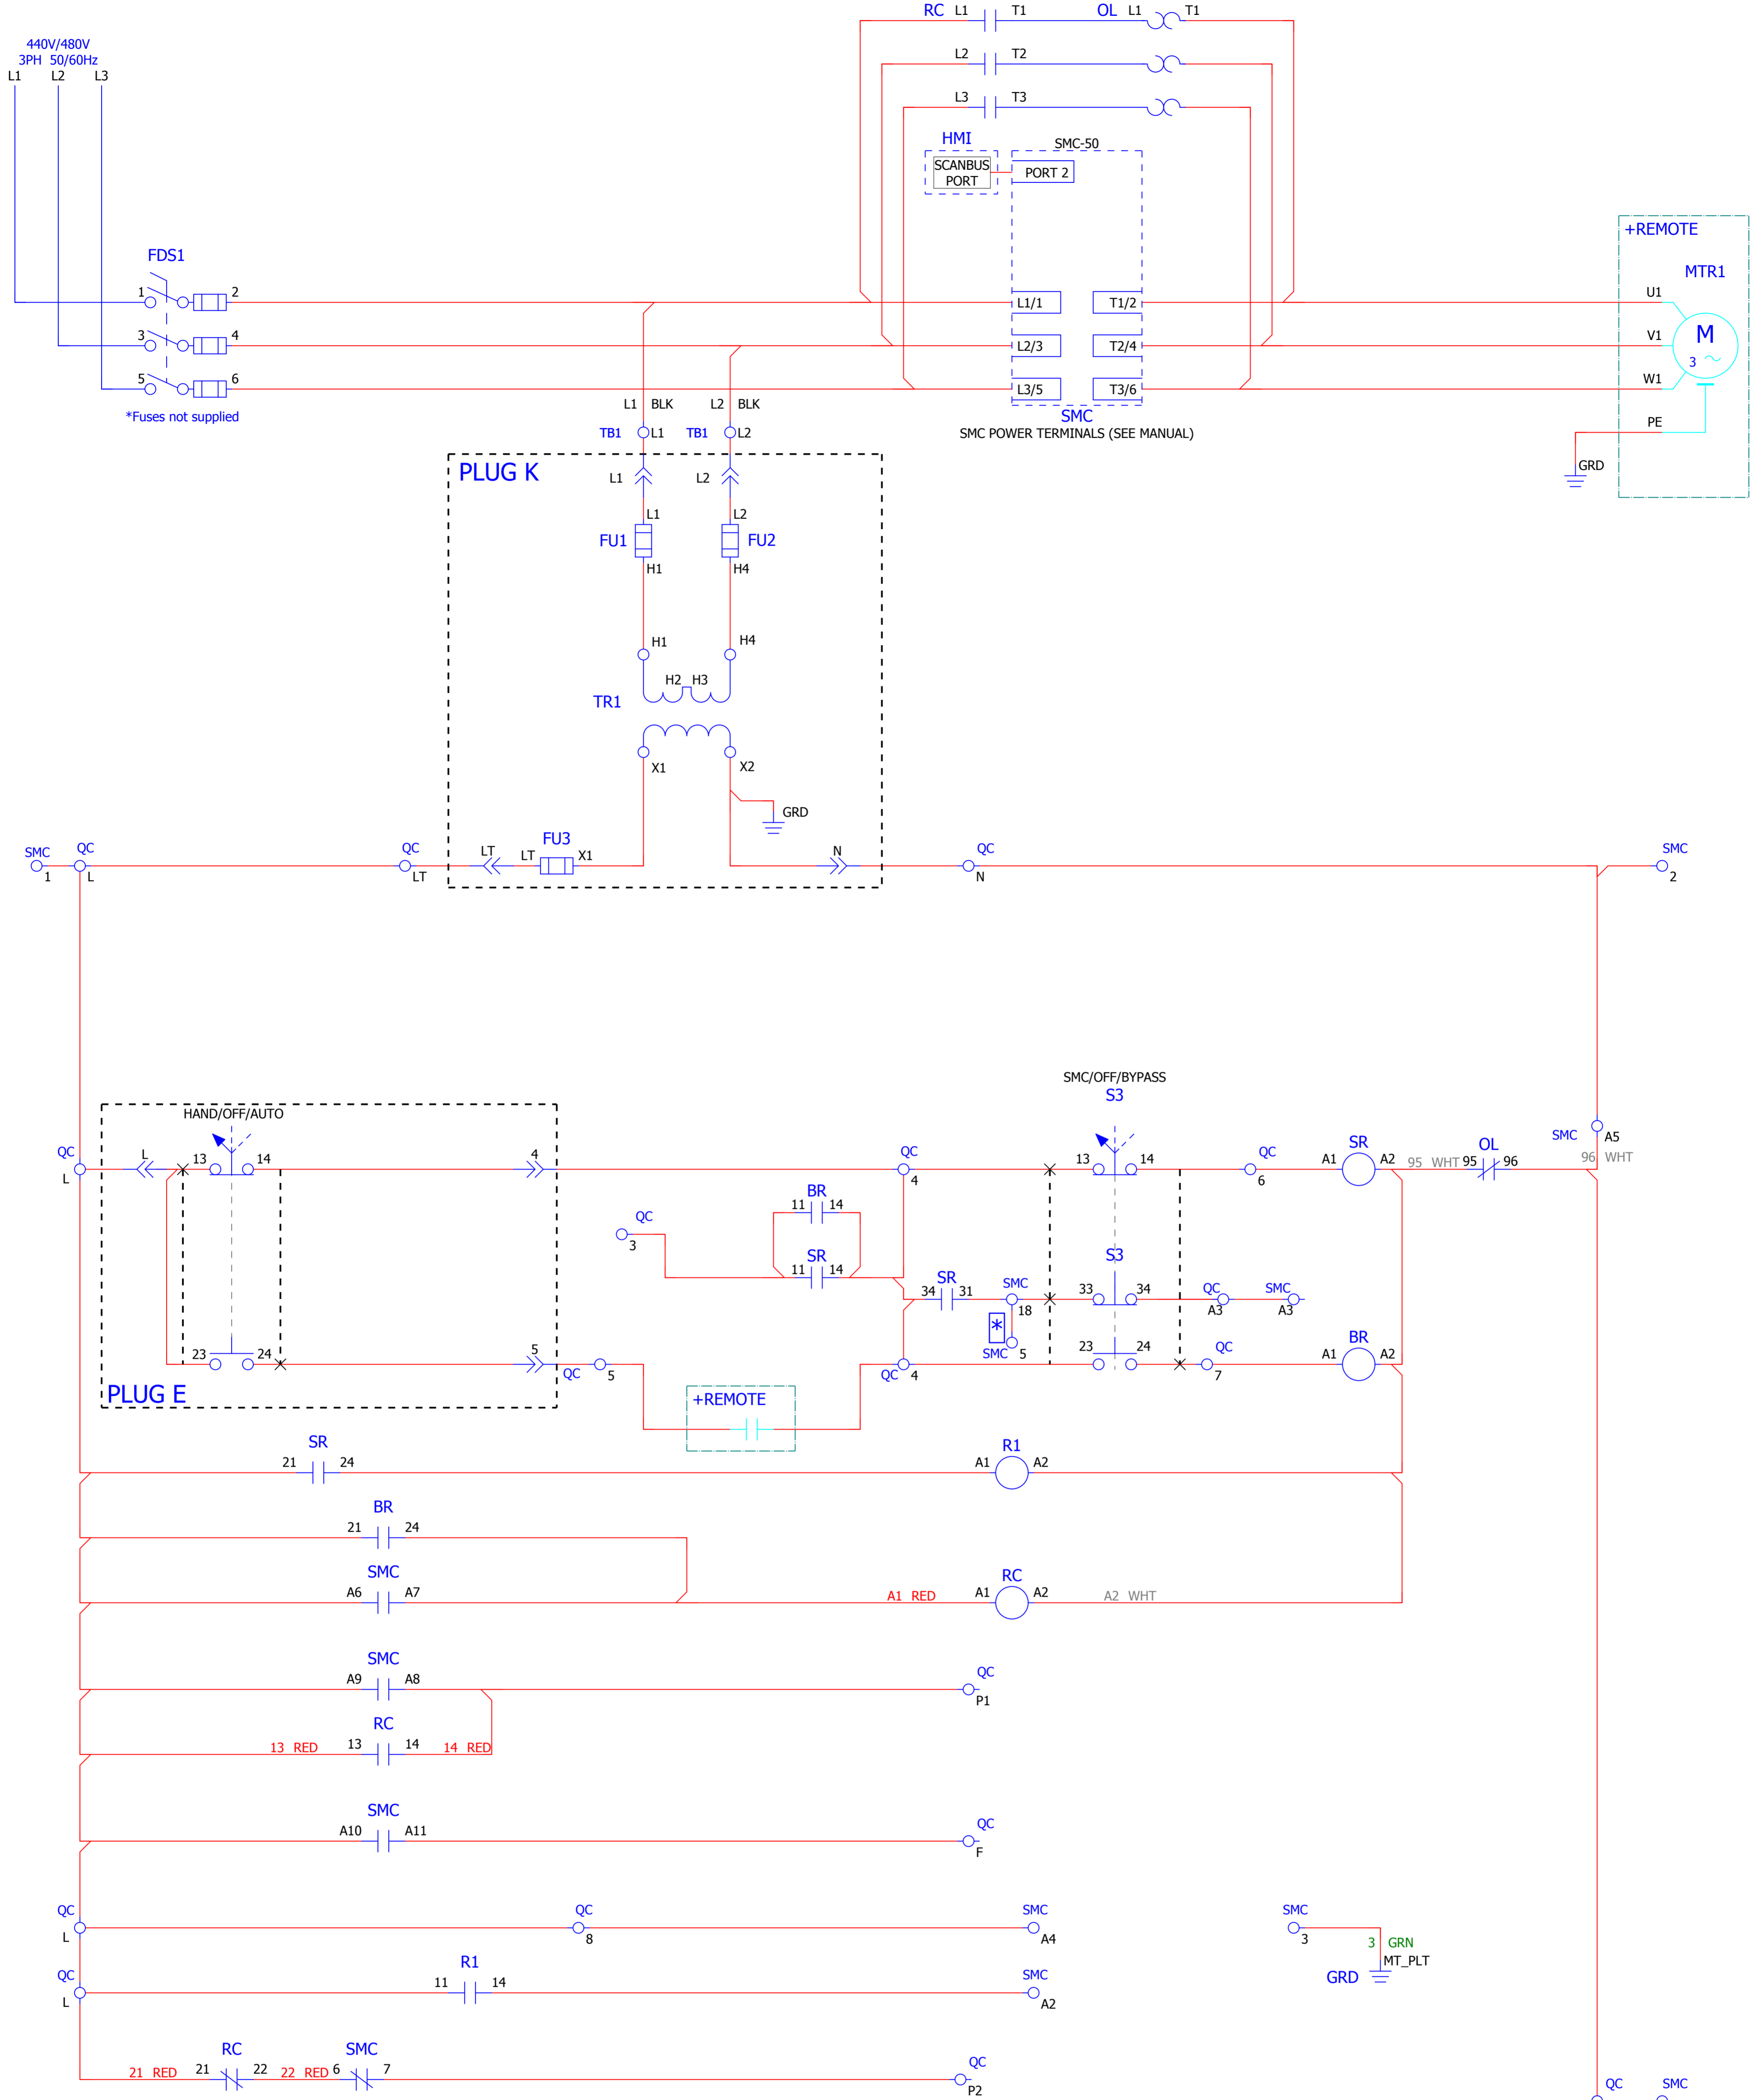 RC L1 T1 OL L1 T1
440V/480V
3PH 50/60Hz
L1 L2 L3
L2 T2
L3 T3
HMI
SMC-50
SCANBUS
PORT
PORT 2
+REMOTE
FDS1
MTR1
1 2
L1/1 T1/2
U1
3 4
L2/3 T2/4
V1
M
3
5 6
L3/5 T3/6
W1
*Fuses not supplied
L1 BLK L2 BLK
SMC
SMC POWER TERMINALS (SEE MANUAL)
PE
GRD
TB1 L1 TB1 L2
PLUG K
L1 L2
L1 L2
FU1 FU2
H1 H4
H1 H4
H2 H3
TR1
X1 X2
GRD
FU3
SMC QC QC
LT LT X1 N QC
SMC
1 L LT N 2
SMC/OFF/BYPASS
S3
HAND/OFF/AUTO
QC L 13 14 4 QC
13 14 QC SR
A1 A2 95 WHT 95 OL 96
SMC A5
96 WHT
L 4 6
BR
11 14
QC
3
SR
11 14
S3
SR
34 31 SMC 33 34 QC SMC
18 A3 A3
*
SMC 5
23 24 5
QC 5
QC 4
23 24 QC
7
BR
A1 A2
PLUG E
+REMOTE
SR
21 24
R1
A1 A2
BR
21 24
SMC
A6 A7
A1 RED
RC
A1 A2
A2 WHT
SMC
A9 A8
QC
P1
RC
13 RED 13 14 14 RED
SMC
A10 A11
QC
F
QC QC SMC SMC
L 8 A4 3
3 GRN
MT_PLT
GRD
QC
L
R1
11 14
SMC
A2
RC SMC
21 RED 21 22 22 RED 6 7
QC
P2
QC SMC